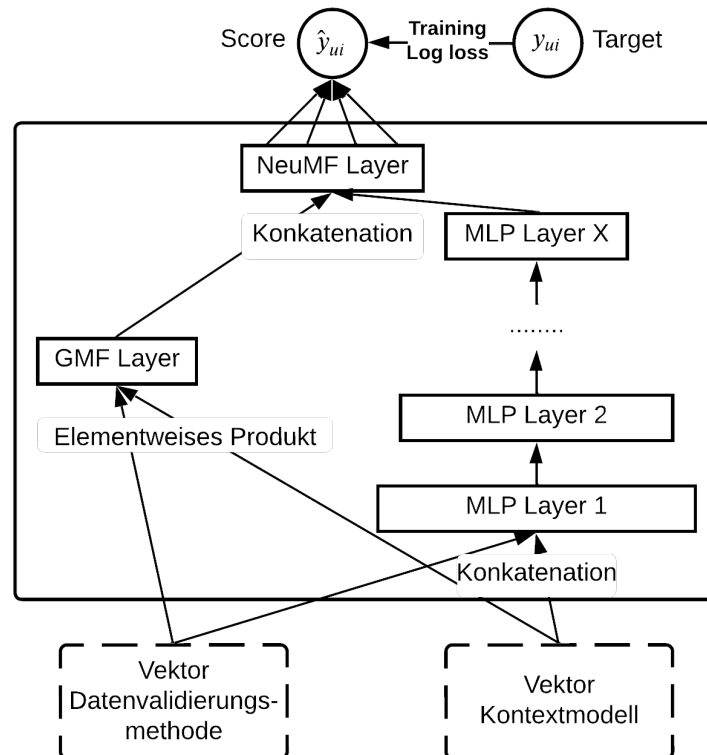 Score
ŷui
Training
Log loss
yui
Target
NeuMF Layer
Konkatenation
MLP Layer X
........
GMF Layer
MLP Layer 2
Elementweises Produkt
MLP Layer 1
Konkatenation
Vektor
Datenvalidierungs-
methode
Vektor
Kontextmodell